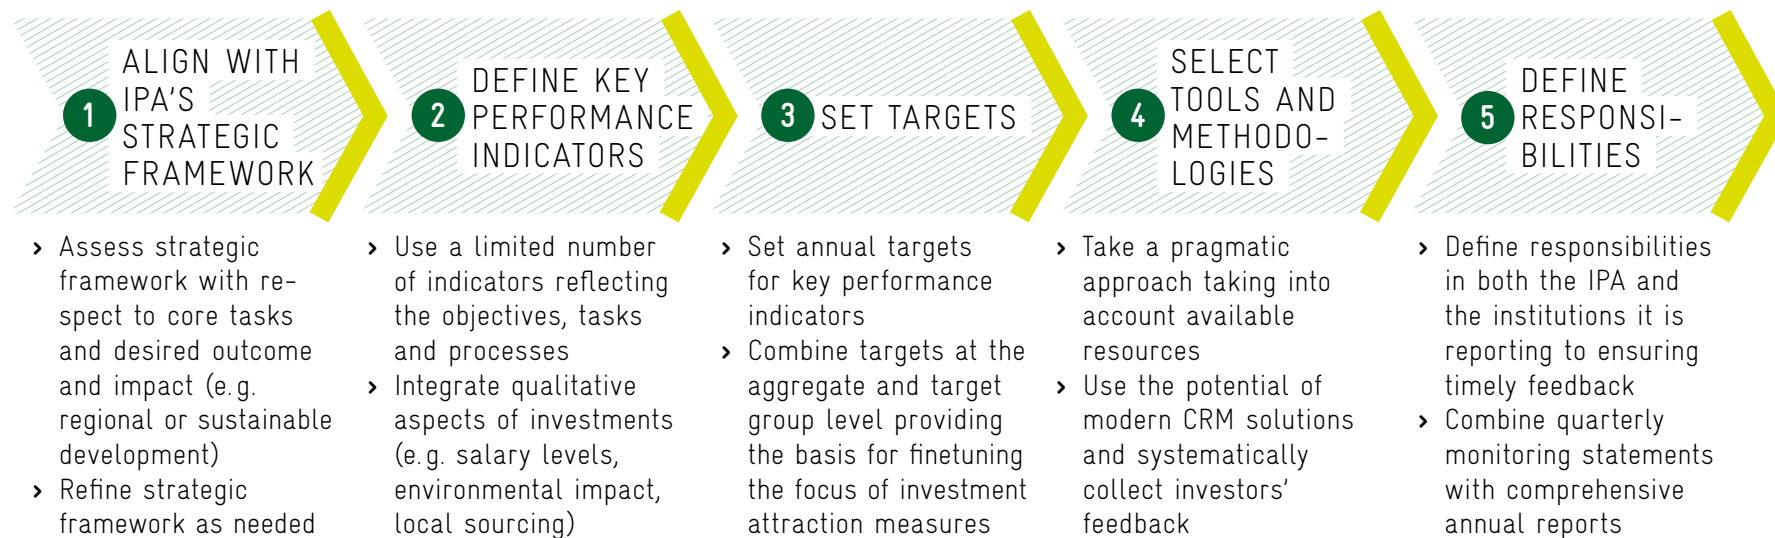 1
ALIGN WITH
IPA'S
STRATEGIC
FRAMEWORK
› Assess strategic
framework with re-
spect to core tasks
and desired outcome
and impact (e.g.
regional or sustainable
development)
› Refine strategic
framework as needed
2
DEFINE KEY
PERFORMANCE
INDICATORS
› Use a limited number
of indicators reflecting
the objectives, tasks
and processes
› Integrate qualitative
aspects of investments
(e.g. salary levels,
environmental impact,
local sourcing)
3
SET TARGETS
› Set annual targets
for key performance
indicators
› Combine targets at the
aggregate and target
group level providing
the basis for finetuning
the focus of investment
attraction measures
4
SELECT
TOOLS AND
METHODO-
LOGIES
› Take a pragmatic
approach taking into
account available
resources
› Use the potential of
modern CRM solutions
and systematically
collect investors'
feedback
5
DEFINE
RESPONSI-
BILITIES
› Define responsibilities
in both the IPA and
the institutions it is
reporting to ensuring
timely feedback
› Combine quarterly
monitoring statements
with comprehensive
annual reports